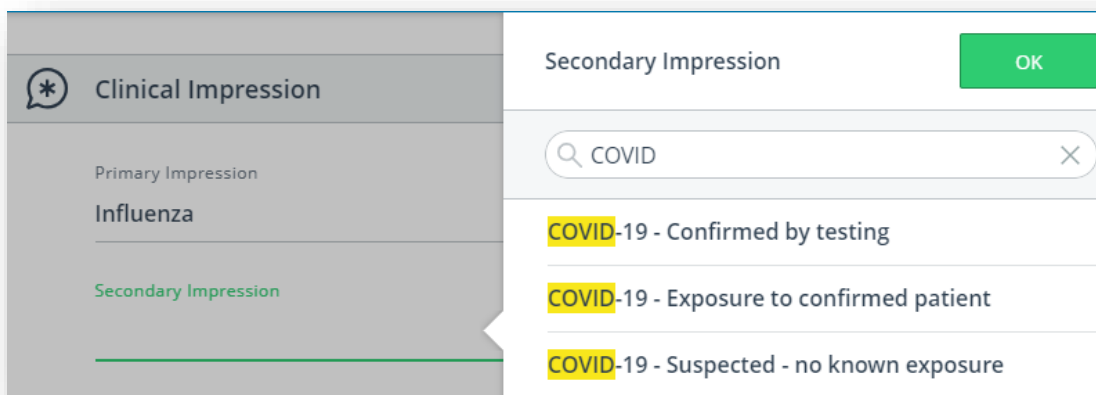 Clinical Impression
Primary Impression
Influenza
Secondary Impression
Secondary Impression
OK
COVID
COVID-19 - Confirmed by testing
COVID-19 - Exposure to confirmed patient
COVID-19 - Suspected - no known exposure